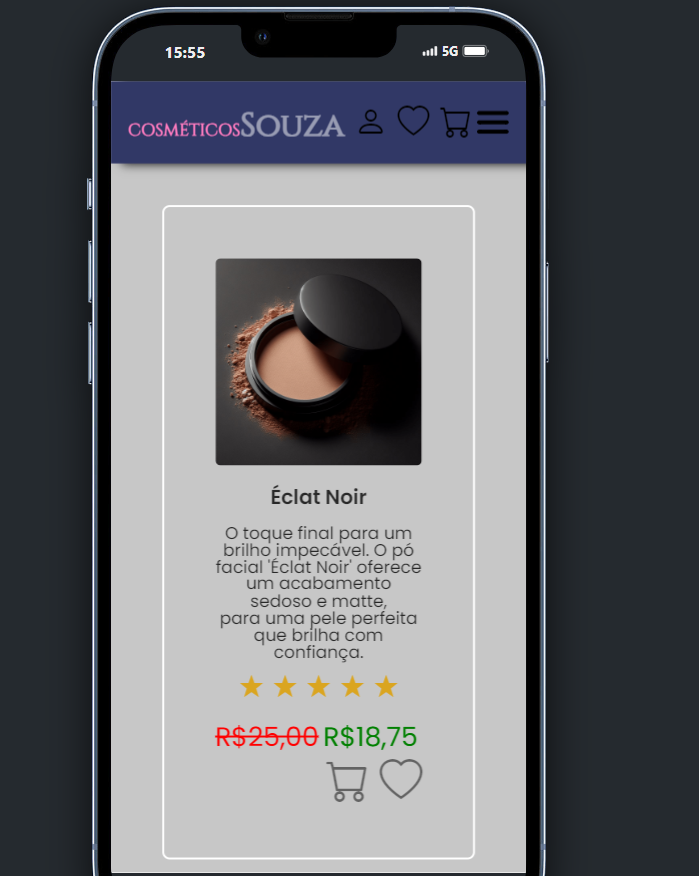 15:55 5G
COSMÉTICOSSOUZA
Éclat Noir
O toque final para um
brilho impecável. O pó
facial 'Éclat Noir' oferece
um acabamento
sedoso e matte,
para uma pele perfeita
que brilha com
confiança.
R$25,00 R$18,75